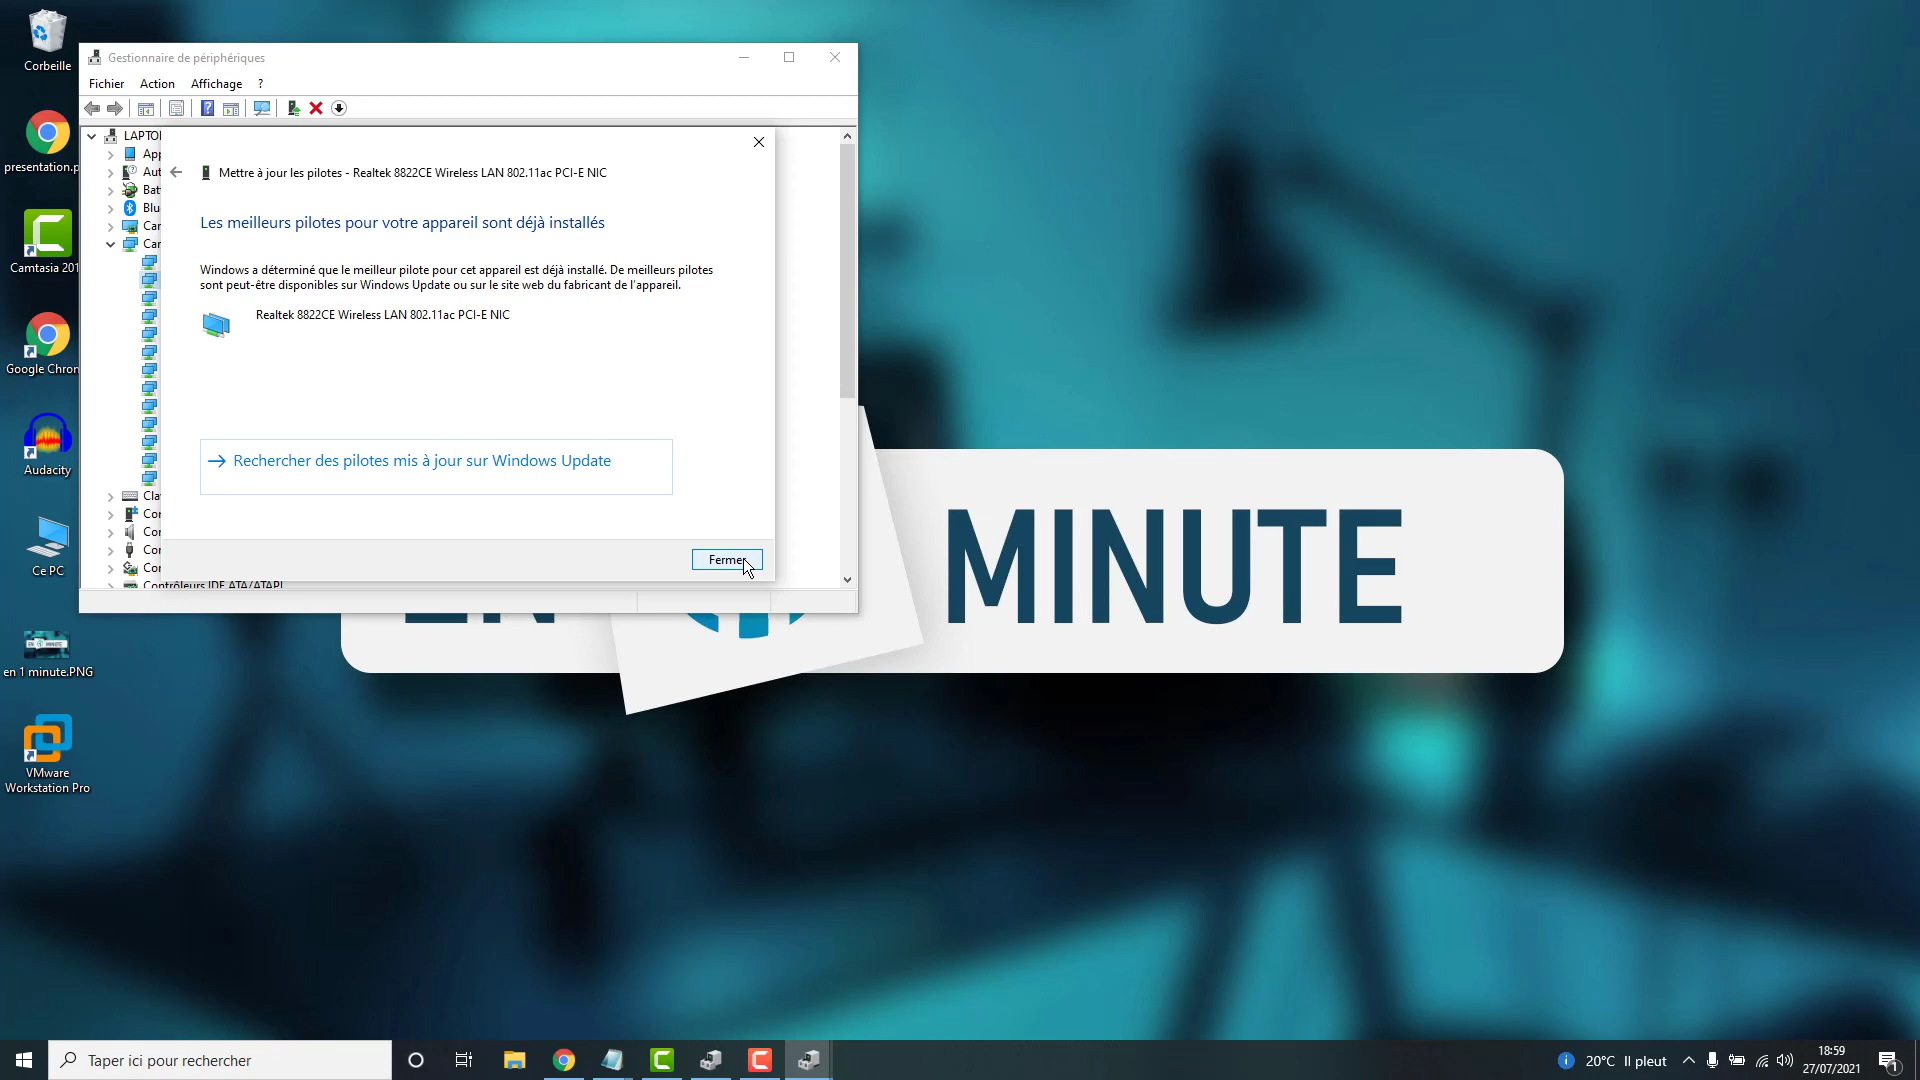 Corbeille
presentation.p
Camtasia 201
Google Chron
Audacity
Ce PC
en 1 minute.PNG
VMware
Workstation Pro
Gestionnaire de périphériques
Fichier Action Affichage ?
LAPTO
App
Aut
Bat
Blu
Car
Car
Cla
Cor
Cor
Cor
Cor
Contrôleurs IDE ATA/ATAPI
Mettre à jour les pilotes - Realtek 8822CE Wireless LAN 802.11ac PCI-E NIC
Les meilleurs pilotes pour votre appareil sont déjà installés
Windows a déterminé que le meilleur pilote pour cet appareil est déjà installé. De meilleurs pilotes
sont peut-être disponibles sur Windows Update ou sur le site web du fabricant de l'appareil.
Realtek 8822CE Wireless LAN 802.11ac PCI-E NIC
Rechercher des pilotes mis à jour sur Windows Update
Fermer
MINUTE
Taper ici pour rechercher
20°C Il pleut
18:59
27/07/2021
1